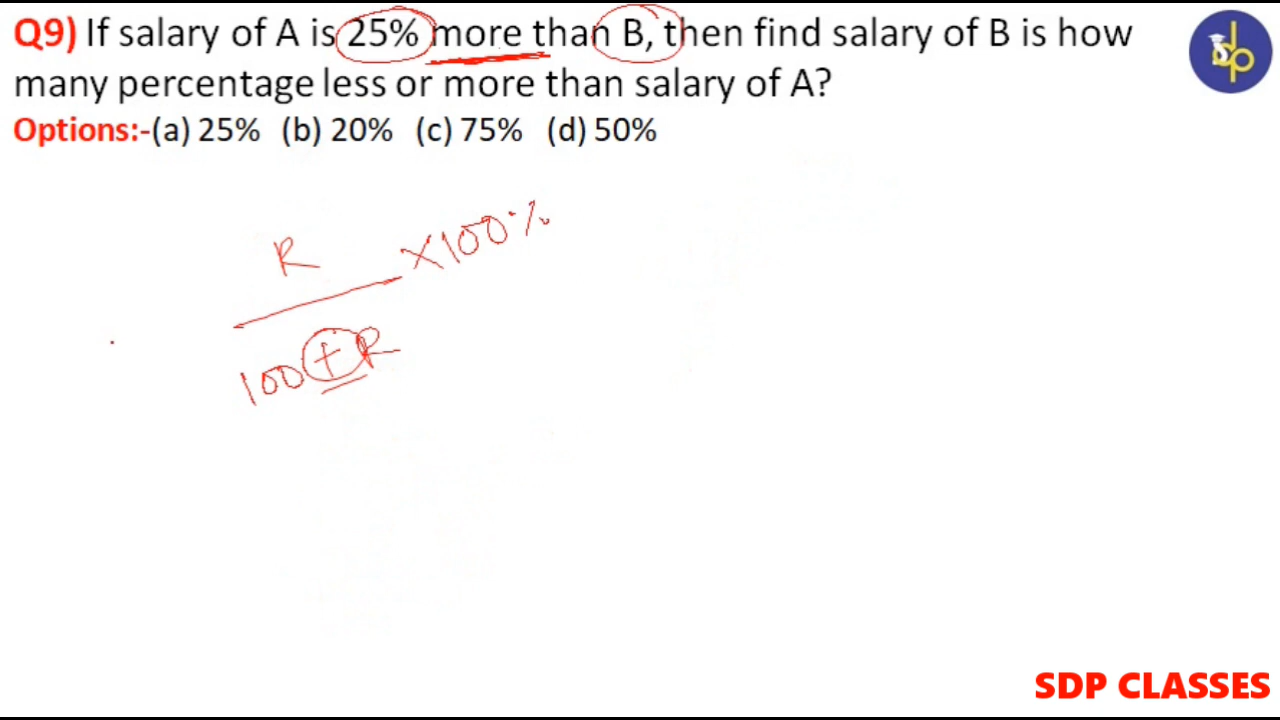 Q9) If salary of A is 25% more than B, then find salary of B is how
many percentage less or more than salary of A?
Options:-(a) 25% (b) 20% (c) 75% (d) 50%
R
×100%
100+R
SDP CLASSES